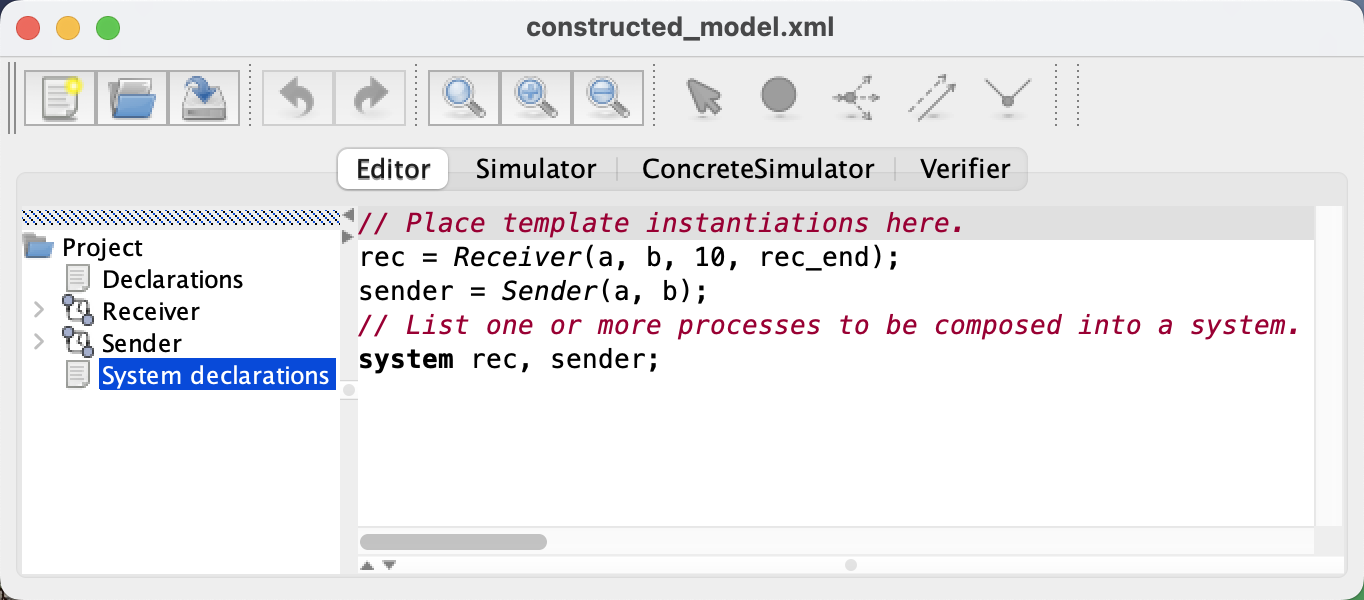 constructed_model.xml
Editor
Simulator
ConcreteSimulator
Verifier
Project
Declarations
Receiver
Sender
System declarations
// Place template instantiations here.
rec = Receiver(a, b, 10, rec_end);
sender = Sender(a, b);
// List one or more processes to be composed into a system.
system rec, sender;